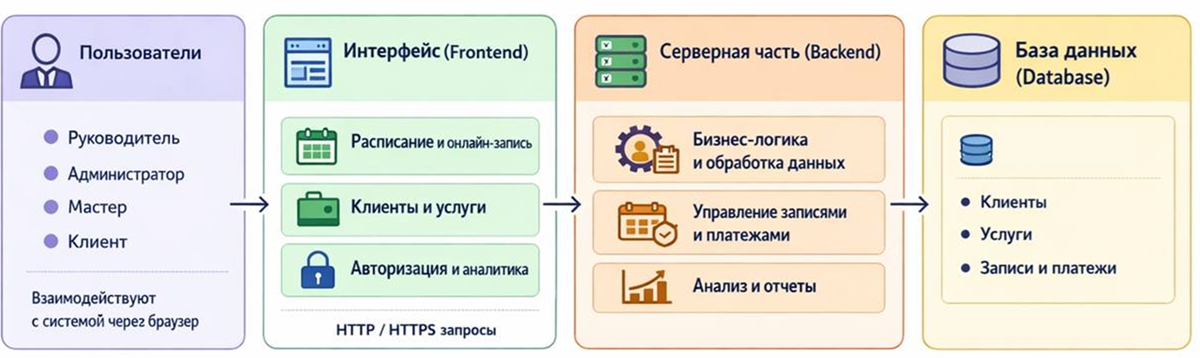 Пользователи
Руководитель
Администратор
Мастер
Клиент
Взаимодействуют
с системой через браузер
Интерфейс (Frontend)
Расписание и онлайн-запись
Клиенты и услуги
Авторизация и аналитика
HTTP / HTTPS запросы
Серверная часть (Backend)
Бизнес-логика
и обработка данных
Управление записями
и платежами
Анализ и отчеты
База данных
(Database)
Клиенты
Услуги
Записи и платежи